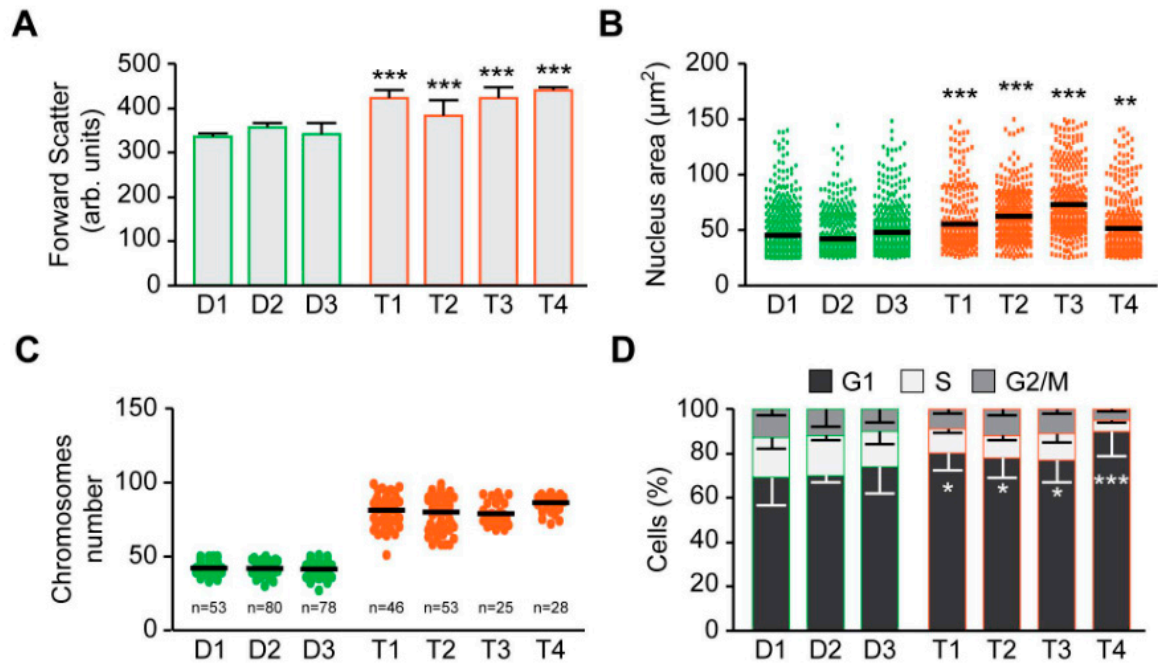 A
Forward Scatter
(arb. units)
500
400
300
200
100
0
***
***
***
***
D1 D2 D3 T1 T2 T3 T4
B
Nucleus area (µm²)
200
150
100
50
0
***
***
***
**
D1 D2 D3 T1 T2 T3 T4
C
Chromosomes
number
150
100
50
0
n=53 n=80 n=78 n=46 n=53 n=25 n=28
D1 D2 D3 T1 T2 T3 T4
D
G1 S G2/M
Cells (%)
100
80
60
40
20
0
*
*
*
***
D1 D2 D3 T1 T2 T3 T4